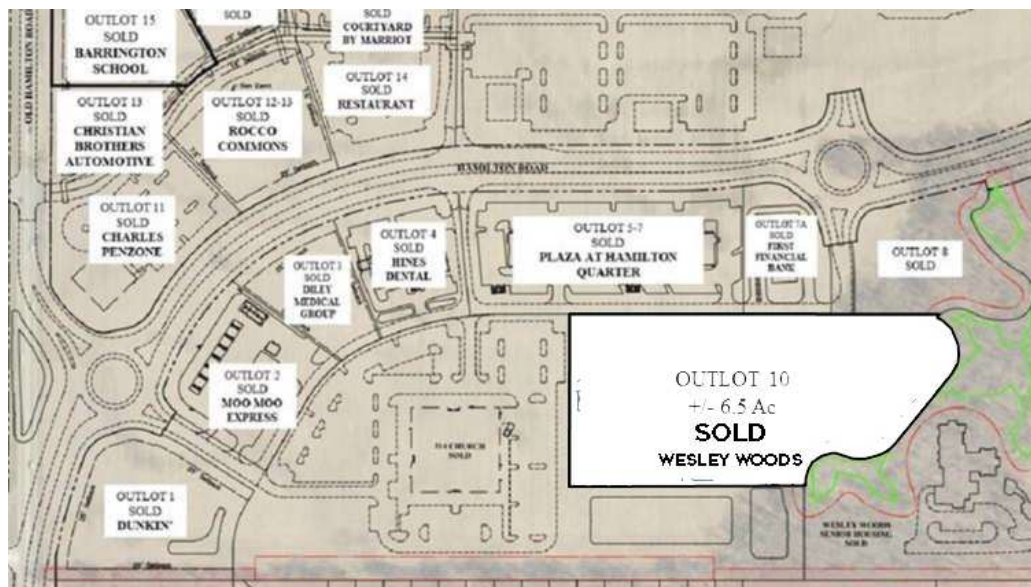 OUTLOT 15
SOLD
BARRINGTON
SCHOOL
SOLD
SOLD
COURTYARD
BY MARRIOT
OUTLOT 14
SOLD
RESTAURANT
OUTLOT 13
SOLD
CHRISTIAN
BROTHERS
AUTOMOTIVE
OUTLOT 12-13
SOLD
ROCCO
COMMONS
OLD HAMILTON ROAD
HAMILTON ROAD
OUTLOT 11
SOLD
CHARLES
PENZONE
OUTLOT 3
SOLD
DILEY
MEDICAL
GROUP
OUTLOT 4
SOLD
HINES
DENTAL
OUTLOT 5-7
SOLD
PLAZA AT HAMILTON
QUARTER
OUTLOT 7A
SOLD
FIRST
FINANCIAL
BANK
OUTLOT 8
SOLD
OUTLOT 2
SOLD
MOO MOO
EXPRESS
OUTLOT 10
+/- 6.5 Ac
SOLD
WESLEY WOODS
CHURCH
SOLD
OUTLOT 1
SOLD
DUNKIN'
WESLEY WOODS
SENIOR HOUSING
SOLD